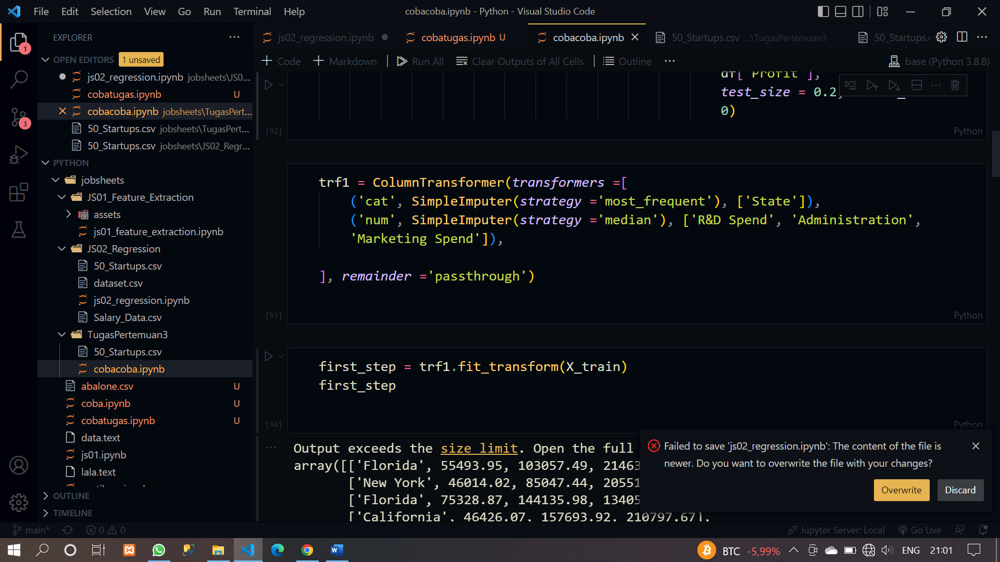 File Edit Selection View Go Run Terminal Help
cobacoba.ipynb - Python - Visual Studio Code
EXPLORER
OPEN EDITORS 1 unsaved
js02_regression.ipynb jobsheets\JS0...
cobatugas.ipynb U
cobacoba.ipynb jobsheets\TugasPert...
50_Startups.csv jobsheets\TugasPert...
50_Startups.csv jobsheets\JS02_Regr...
PYTHON
jobsheets
JS01_Feature_Extraction
assets
js01_feature_extraction.ipynb
JS02_Regression
50_Startups.csv
dataset.csv
js02_regression.ipynb
Salary_Data.csv
TugasPertemuan3
50_Startups.csv
cobacoba.ipynb
abalone.csv U
coba.ipynb U
cobatugas.ipynb U
data.text
js01.ipynb
lala.text
OUTLINE
TIMELINE
1
3
js02_regression.ipynb
cobatugas.ipynb U
cobacoba.ipynb
50_Startups.csv ...\TugasPertemuan3
50_Startups.
+ Code + Markdown Run All Clear Outputs of All Cells Outline ...
base (Python 3.8.8)
df['Profit'],
test_size = 0.2,
0)
[92] Python
trf1 = ColumnTransformer(transformers =[
('cat', SimpleImputer(strategy ='most_frequent'), ['State']),
('num', SimpleImputer(strategy ='median'), ['R&D Spend', 'Administration',
'Marketing Spend']),
], remainder ='passthrough')
[93] Python
first_step = trf1.fit_transform(X_train)
first_step
[94] Python
Output exceeds the size limit. Open the full
array([['Florida', 55493.95, 103057.49, 21463
['New York', 46014.02, 85047.44, 20551
['Florida', 75328.87, 144135.98, 13405
['California', 46426.07, 157693.92, 210797.67],
Failed to save 'js02_regression.ipynb': The content of the file is
newer. Do you want to overwrite the file with your changes?
Overwrite Discard
main* 0 0
Jupyter Server: Local Go Live
BTC -5,99% ENG 21:01